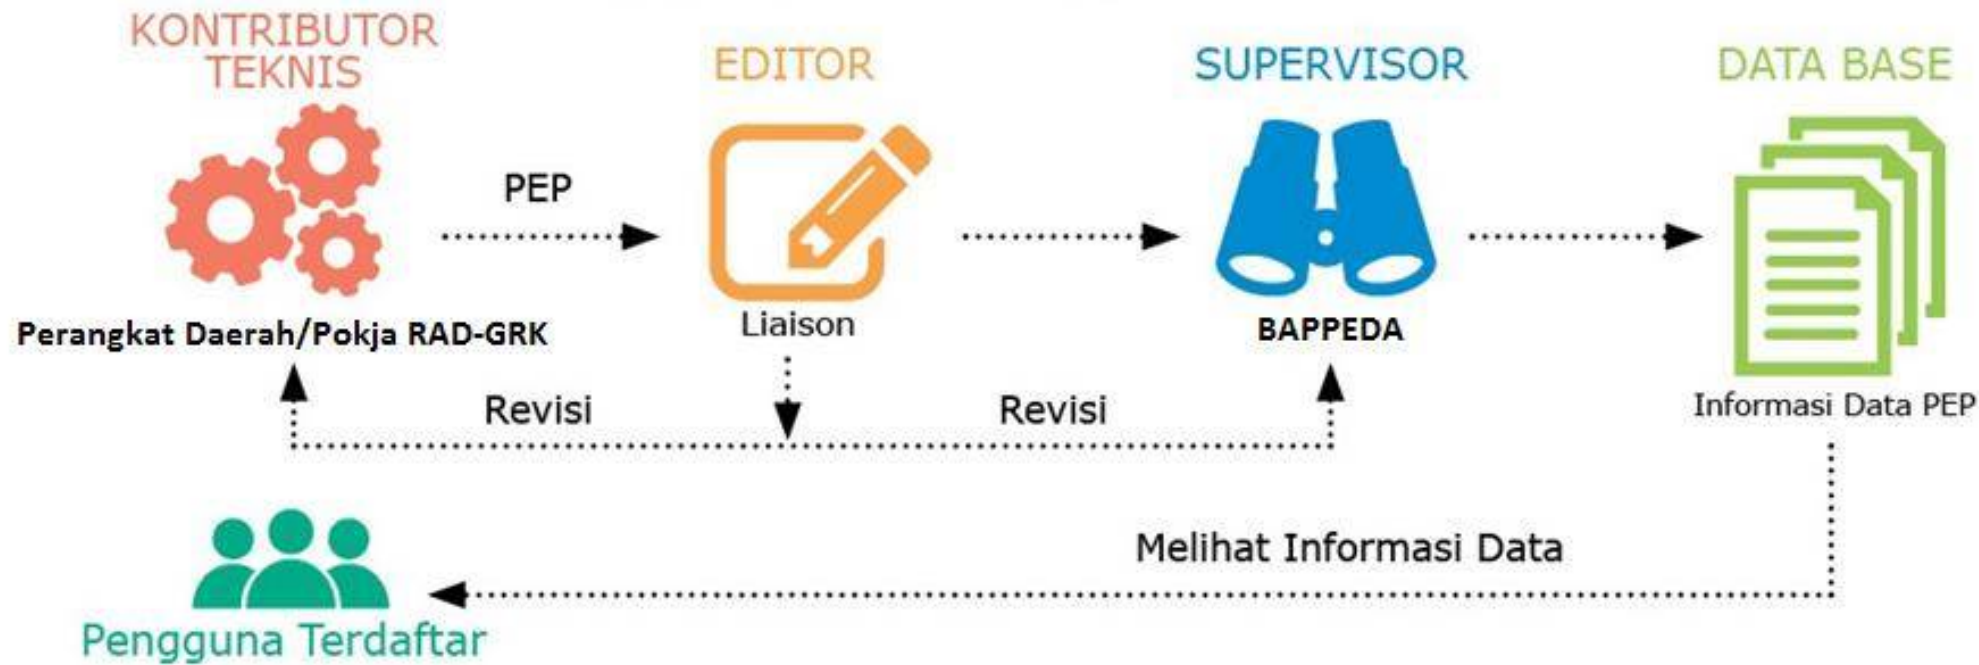 KONTRIBUTOR
TEKNIS
EDITOR
SUPERVISOR
DATA BASE
PEP
Perangkat Daerah/Pokja RAD-GRK
Liaison
BAPPEDA
Informasi Data PEP
Revisi
Revisi
Melihat Informasi Data
Pengguna Terdaftar